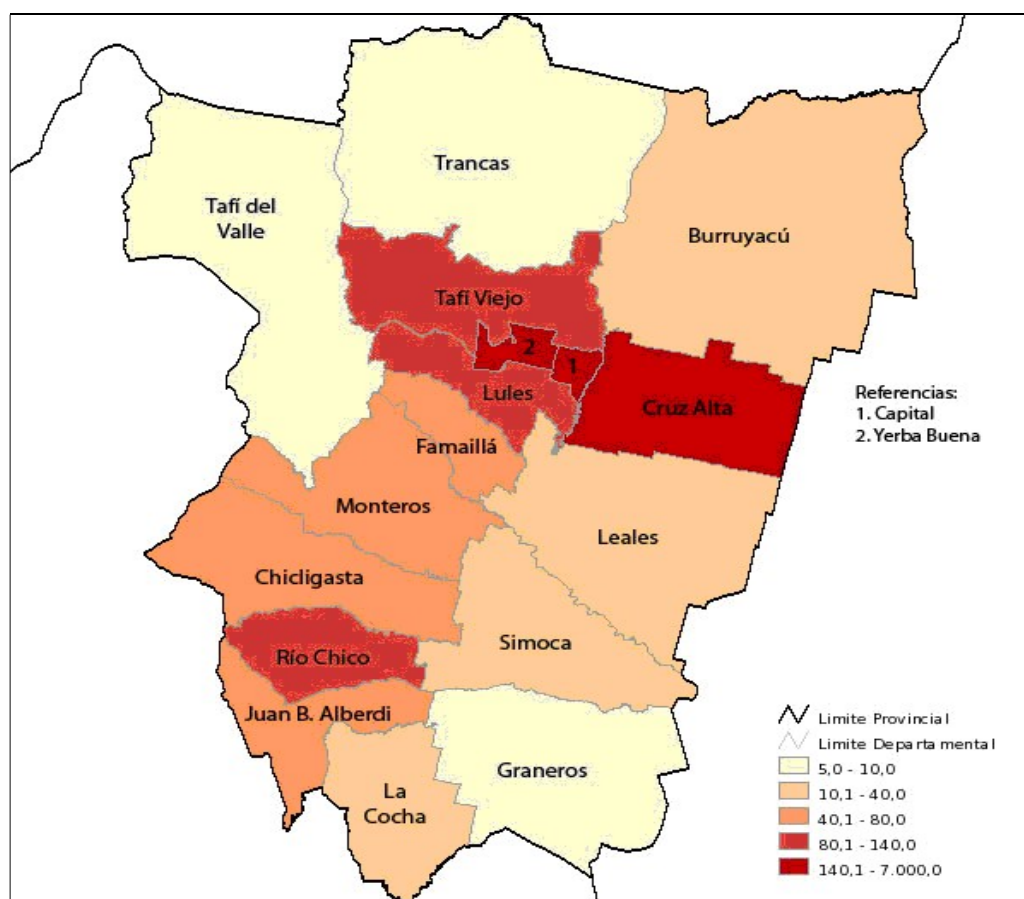 Trancas
Tafí del
Valle
Burruyacú
Tafí Viejo
2
1
Lules
Cruz Alta
Referencias:
1. Capital
2. Yerba Buena
Famaillá
Monteros
Leales
Chicligasta
Simoca
Río Chico
Juan B. Alberdi
Graneros
La
Cocha
Limite Provincial
Limite Departamental
5,0 - 10,0
10,1 - 40,0
40,1 - 80,0
80,1 - 140,0
140,1 - 7.000,0